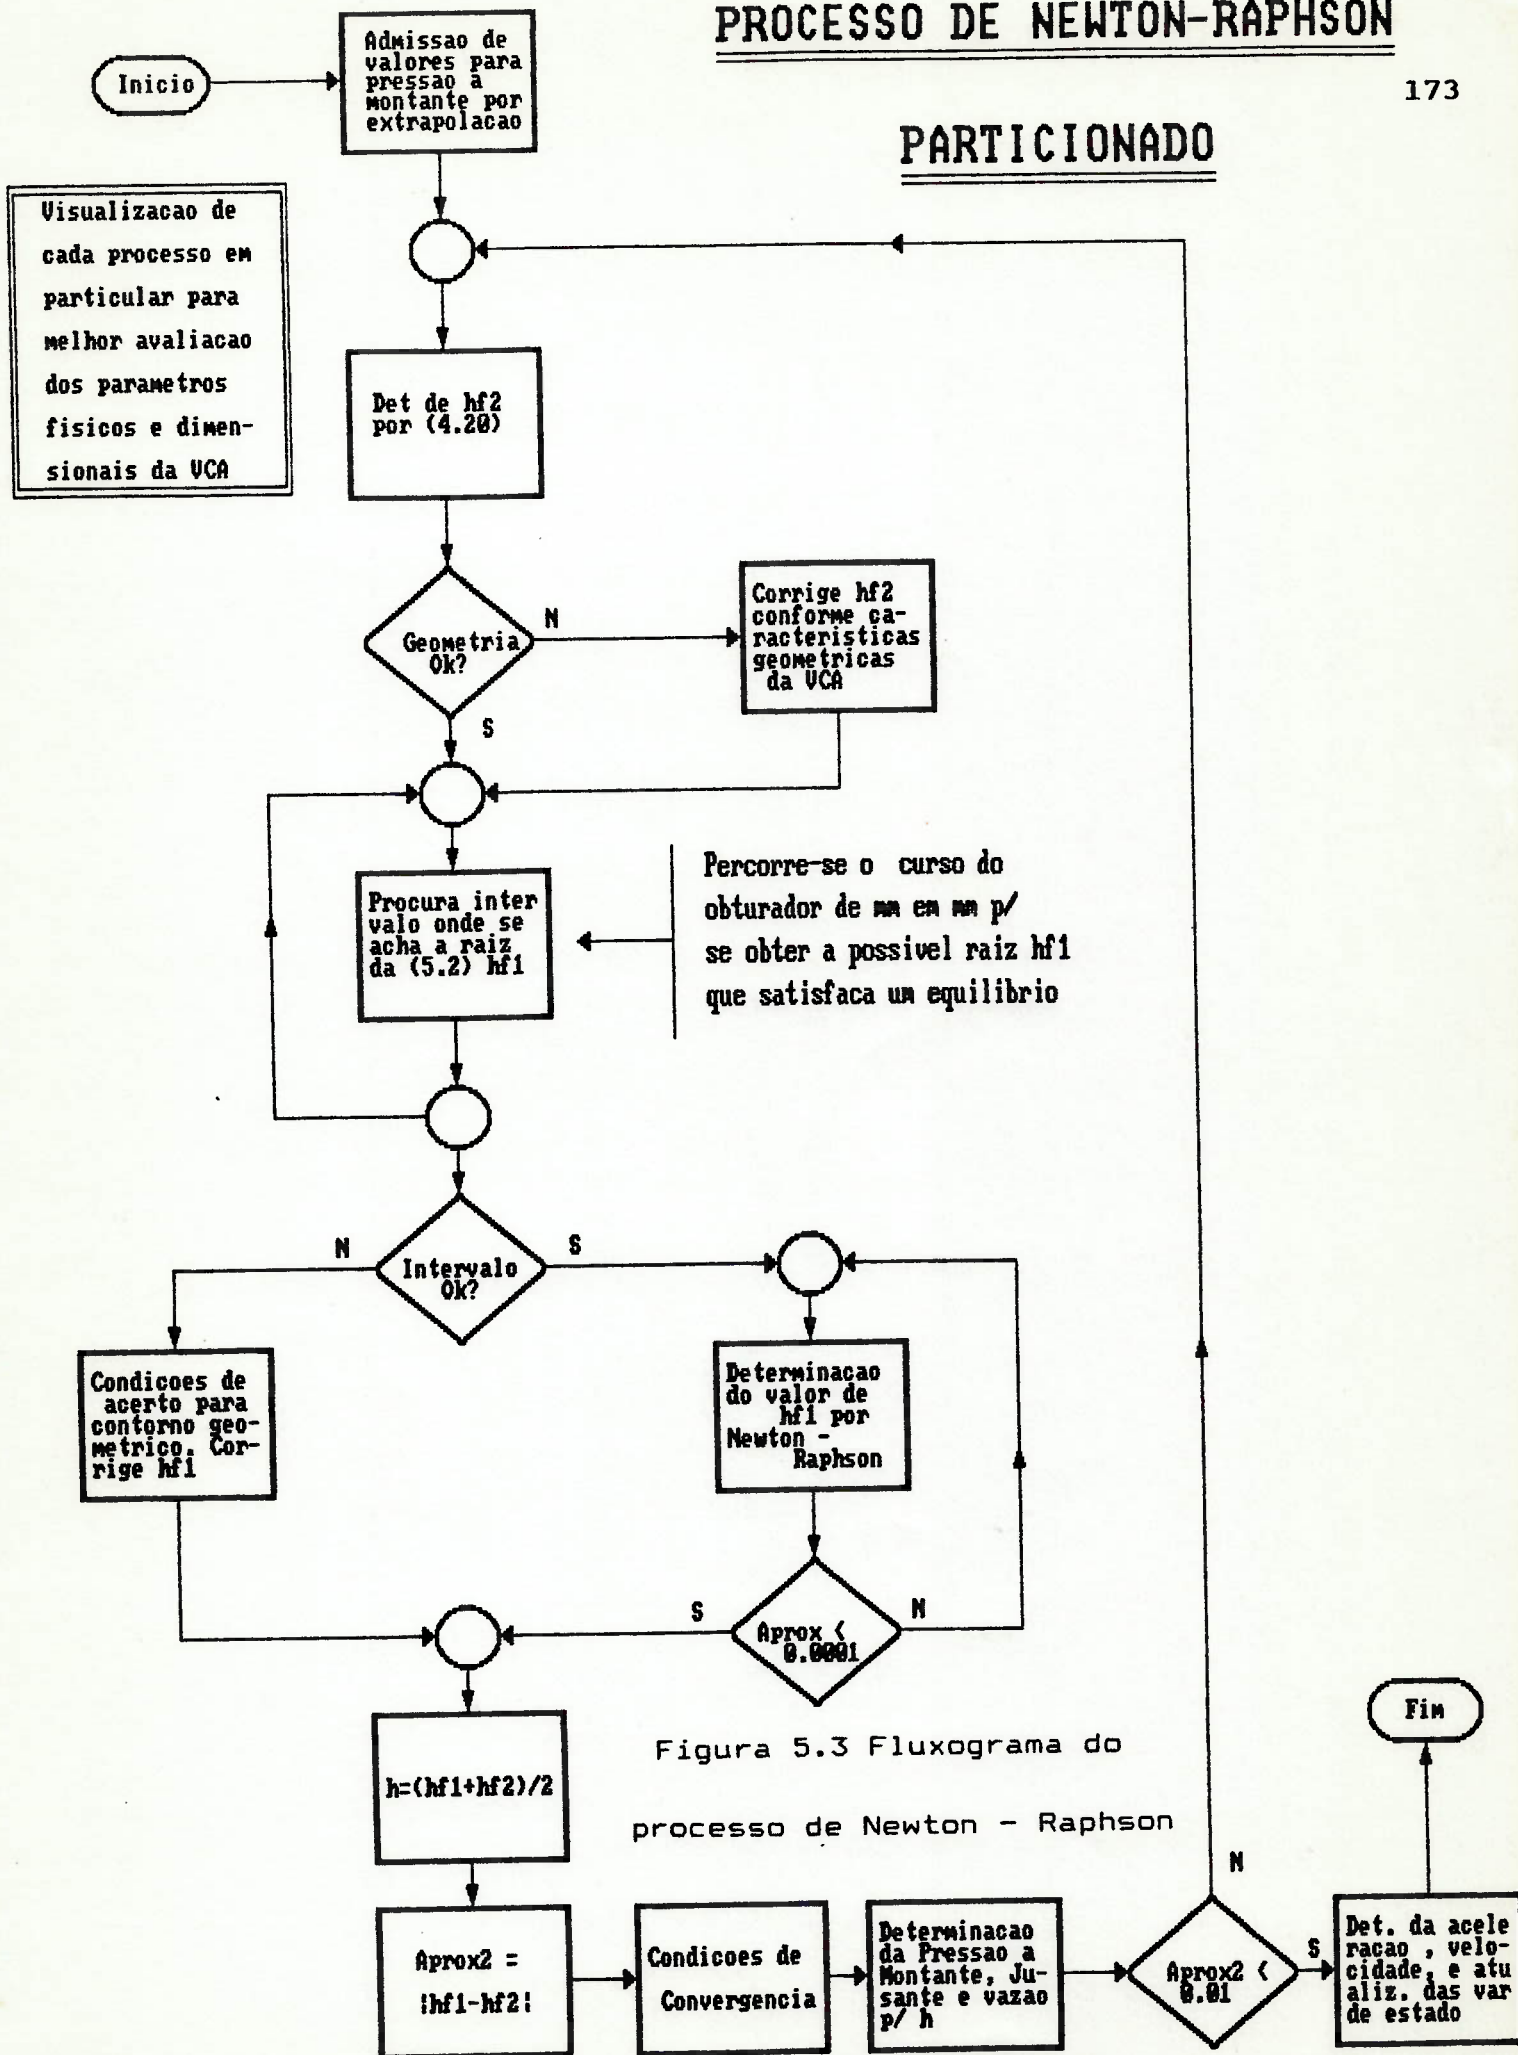 PROCESSO DE NEWTON-RAPHSON
173
PARTICIONADO
Inicio
Admissao de
valores para
pressao a
montante por
extrapolacao
Visualizacao de
cada processo em
particular para
melhor avaliacao
dos parametros
fisicos e dimen-
sionais da VCA
Det de hf2
por (4.20)
Geometria
Ok?
N
S
Corrige hf2
conforme ca-
racteristicas
geometricas
da VCA
Procura inter
valo onde se
acha a raiz
da (5.2) hf1
Percorre-se o curso do
obturador de mm em mm p/
se obter a possivel raiz hf1
que satisfaca um equilibrio
Intervalo
Ok?
N
S
Condicoes de
acerto para
contorno geo-
metrico. Cor-
rige hf1
Determinacao
do valor de
hf1 por
Newton -
Raphson
Aprox <
0.0001
S
N
h=(hf1+hf2)/2
Figura 5.3 Fluxograma do
processo de Newton - Raphson
Aprox2 =
|hf1-hf2|
Condicoes de
Convergencia
Determinacao
da Pressao a
Montante, Ju-
sante e vazao
p/ h
Aprox2 <
0.01
N
S
Det. da acele
racao , velo-
cidade, e atu
aliz. das var
de estado
Fim